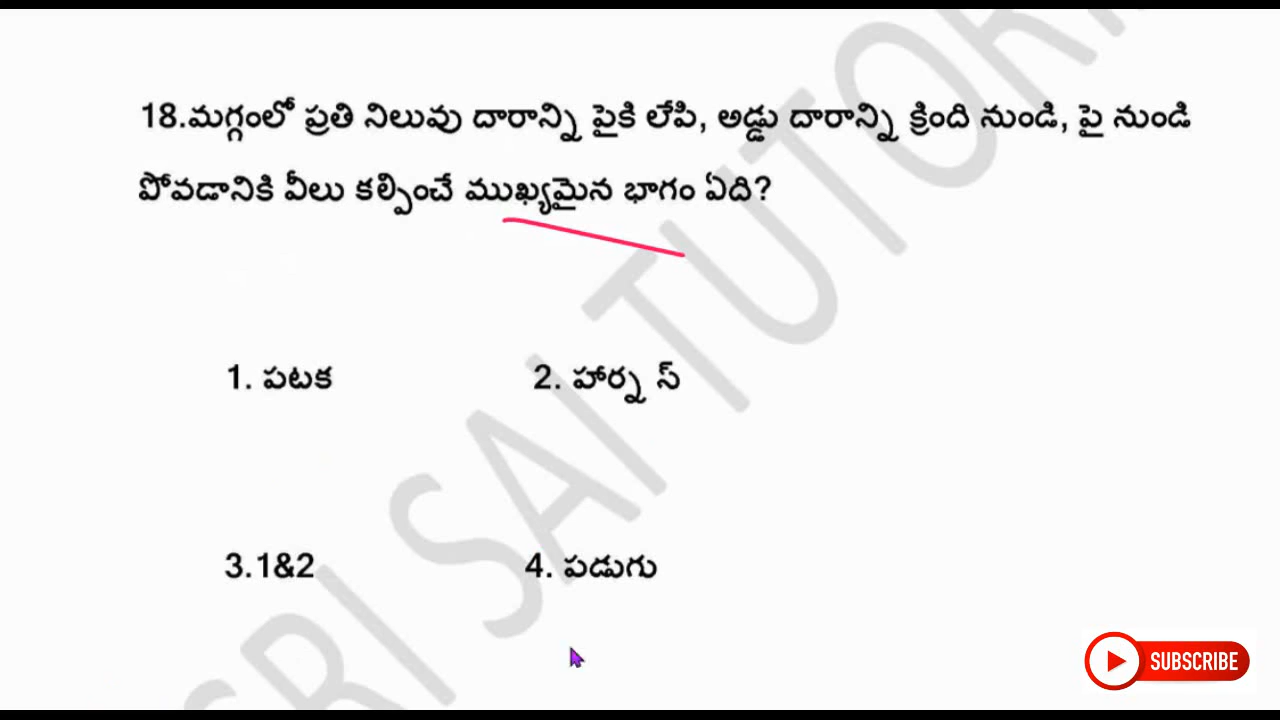 18.మగ్గంలో ప్రతి నిలువు దారాన్ని పైకి లేపి, అడ్డు దారాన్ని క్రింది నుండి, పై నుండి
పోవడానికి వీలు కల్పించే ముఖ్యమైన భాగం ఏది?
1. పటక
2. హార్న స్
3.1&2
4. పడుగు
SRI SAI TUTORI
SUBSCRIBE